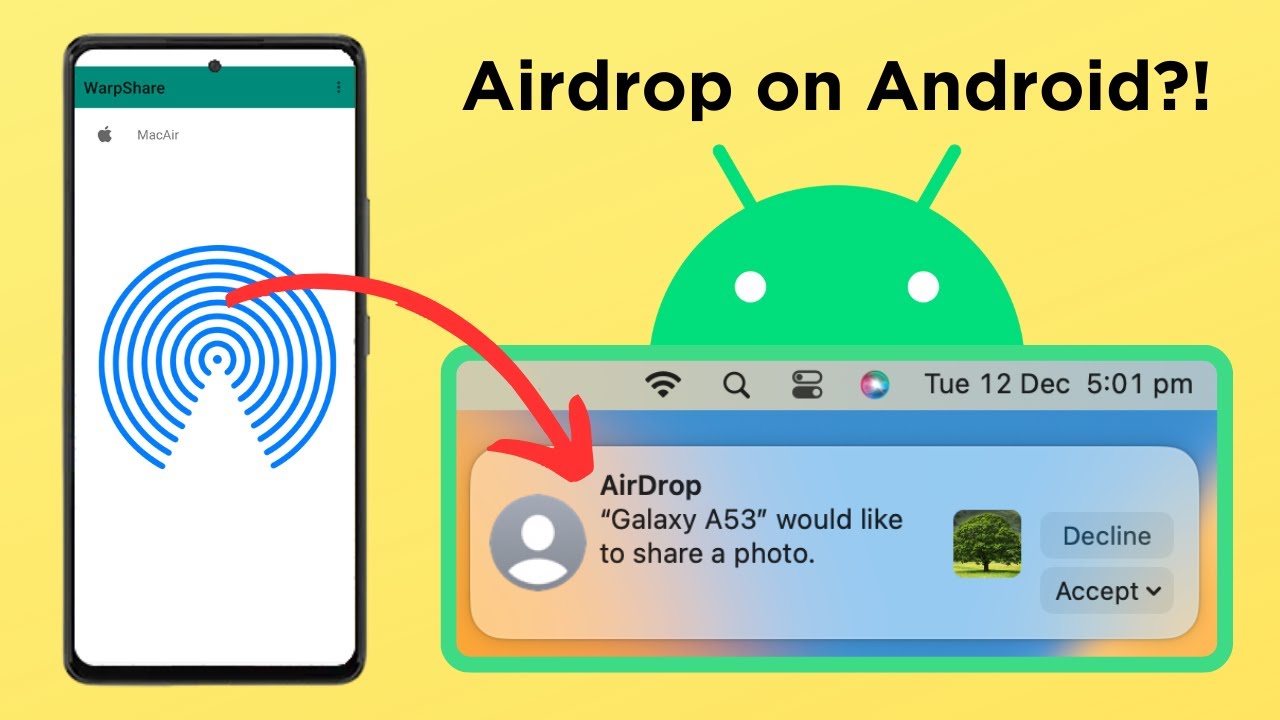 WarpShare
MacAir
Airdrop on Android?!
Tue 12 Dec 5:01 pm
AirDrop
“Galaxy A53” would like
to share a photo.
Decline
Accept